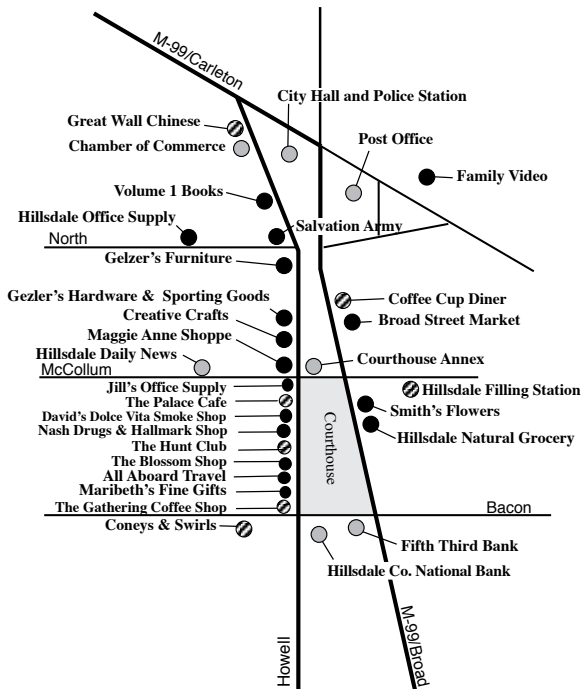 M-99/Carleton
City Hall and Police Station
Great Wall Chinese
Chamber of Commerce
Post Office
Family Video
Volume 1 Books
Hillsdale Office Supply
Salvation Army
North
Gelzer's Furniture
Gezler's Hardware & Sporting Goods
Coffee Cup Diner
Creative Crafts
Broad Street Market
Maggie Anne Shoppe
Hillsdale Daily News
Courthouse Annex
McCollum
Jill's Office Supply
Hillsdale Filling Station
The Palace Cafe
Smith's Flowers
David's Dolce Vita Smoke Shop
Nash Drugs & Hallmark Shop
Hillsdale Natural Grocery
The Hunt Club
Courthouse
The Blossom Shop
All Aboard Travel
Maribeth's Fine Gifts
The Gathering Coffee Shop
Bacon
Coneys & Swirls
Fifth Third Bank
Hillsdale Co. National Bank
Howell
M-99/Broad